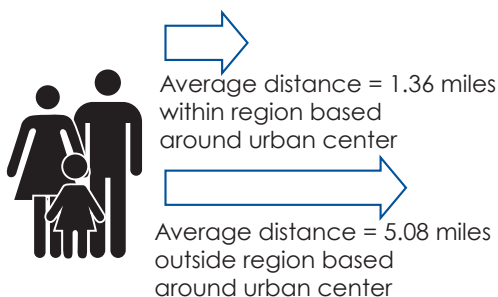 Average distance = 1.36 miles
within region based
around urban center
Average distance = 5.08 miles
outside region based
around urban center